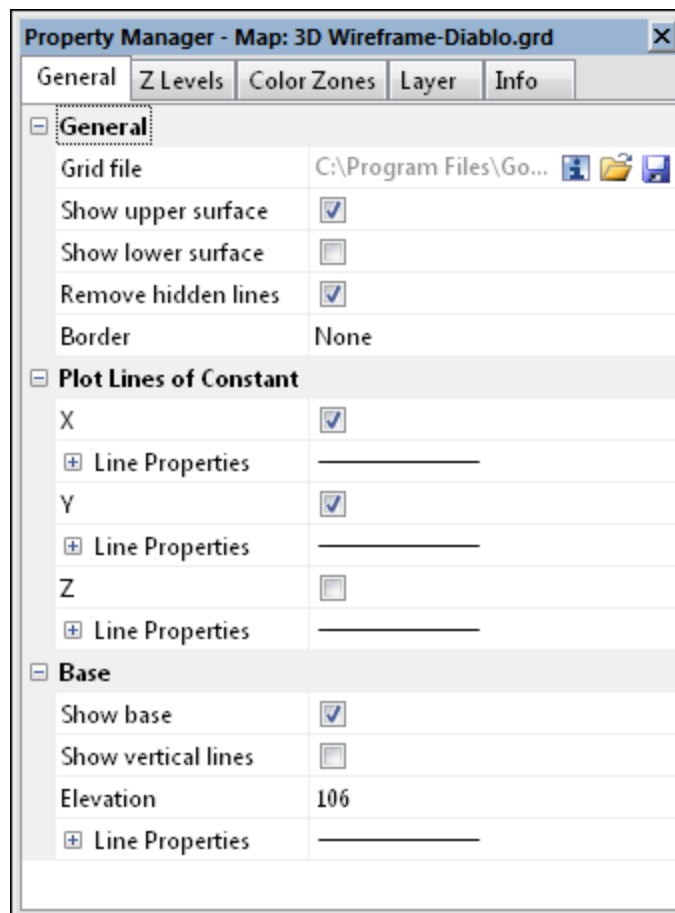 Property Manager - Map: 3D Wireframe-Diablo.grd
General Z Levels Color Zones Layer Info
General
Grid file C:\Program Files\Go...
Show upper surface
Show lower surface
Remove hidden lines
Border None
Plot Lines of Constant
X
Line Properties
Y
Line Properties
Z
Line Properties
Base
Show base
Show vertical lines
Elevation 106
Line Properties